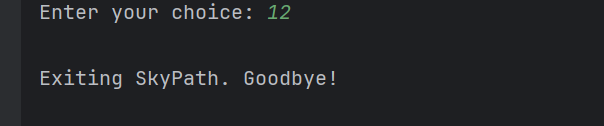 Enter your choice: 12
Exiting SkyPath. Goodbye!